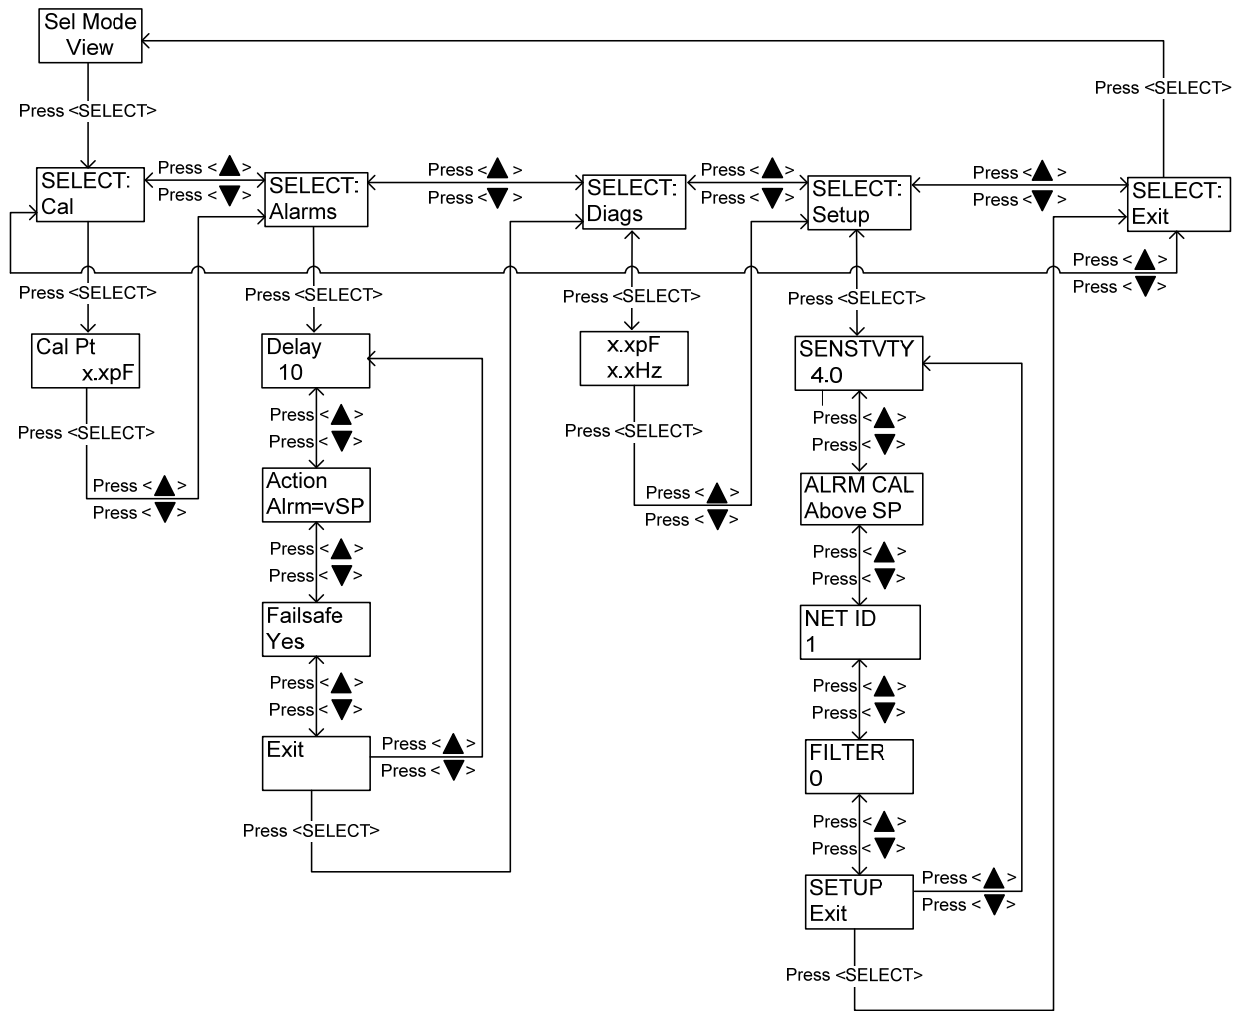 Sel Mode
View
Press <SELECT>
Press <SELECT>
SELECT:
Cal
Press <▲>
Press <▼>
SELECT:
Alarms
Press <▲>
Press <▼>
SELECT:
Diags
Press <▲>
Press <▼>
SELECT:
Setup
Press <▲>
Press <▼>
SELECT:
Exit
Press <▲>
Press <▼>
Press <SELECT>
Press <SELECT>
Press <SELECT>
Press <SELECT>
Cal Pt
x.xpF
Press <SELECT>
Press <▲>
Press <▼>
Delay
10
Press <▲>
Press <▼>
Action
Alrm=vSP
Press <▲>
Press <▼>
Failsafe
Yes
Press <▲>
Press <▼>
Exit
Press <▲>
Press <▼>
Press <SELECT>
x.xpF
x.xHz
Press <SELECT>
Press <▲>
Press <▼>
SENSTVTY
4.0
Press <▲>
Press <▼>
ALRM CAL
Above SP
Press <▲>
Press <▼>
NET ID
1
Press <▲>
Press <▼>
FILTER
0
Press <▲>
Press <▼>
SETUP
Exit
Press <▲>
Press <▼>
Press <SELECT>